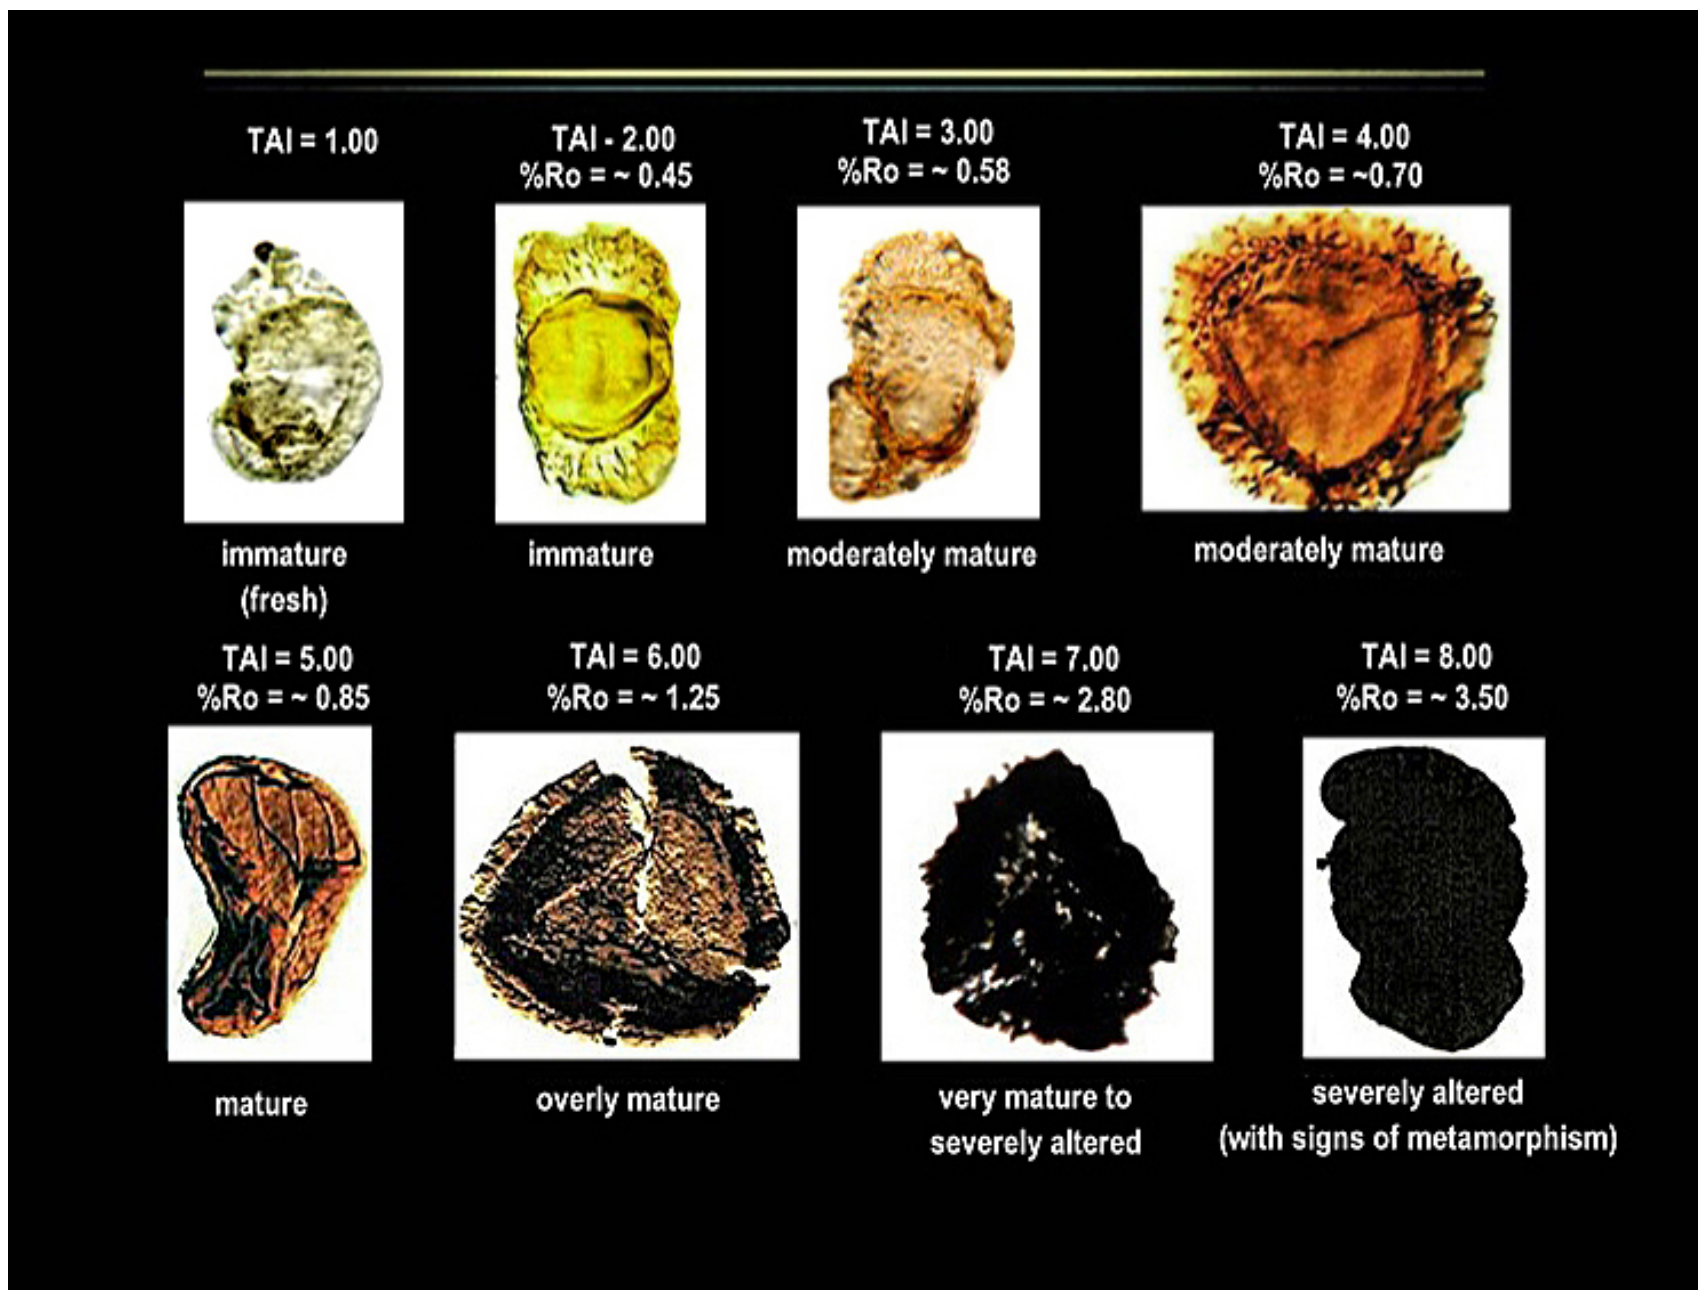 TAI = 1.00
TAI - 2.00
%Ro = ~ 0.45
TAI = 3.00
%Ro = ~ 0.58
TAI = 4.00
%Ro = ~0.70
immature
(fresh)
immature
moderately mature
moderately mature
TAI = 5.00
%Ro = ~ 0.85
TAI = 6.00
%Ro = ~ 1.25
TAI = 7.00
%Ro = ~ 2.80
TAI = 8.00
%Ro = ~ 3.50
mature
overly mature
very mature to
severely altered
severely altered
(with signs of metamorphism)